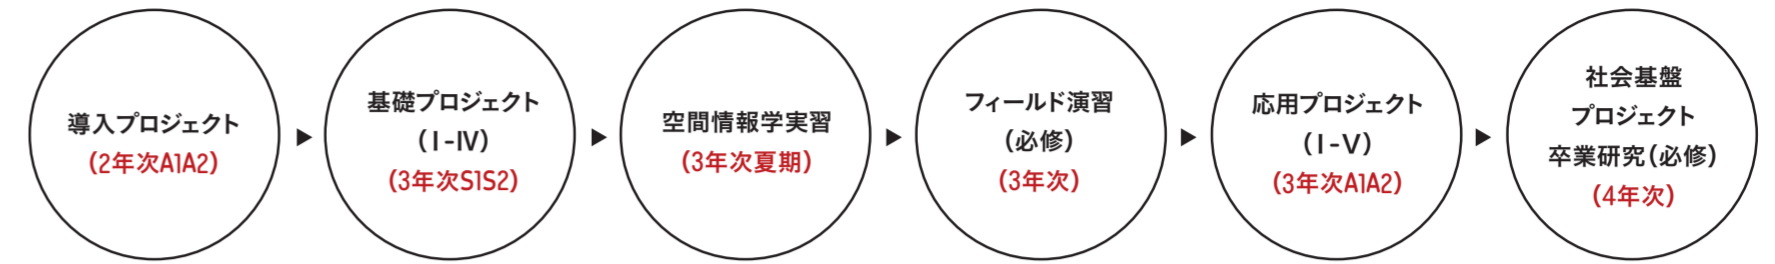 導入プロジェクト
(2年次A1A2)
基礎プロジェクト
(Ⅰ-Ⅳ)
(3年次S1S2)
空間情報学実習
(3年次夏期)
フィールド演習
(必修)
(3年次)
応用プロジェクト
(Ⅰ-Ⅴ)
(3年次A1A2)
社会基盤
プロジェクト
卒業研究(必修)
(4年次)